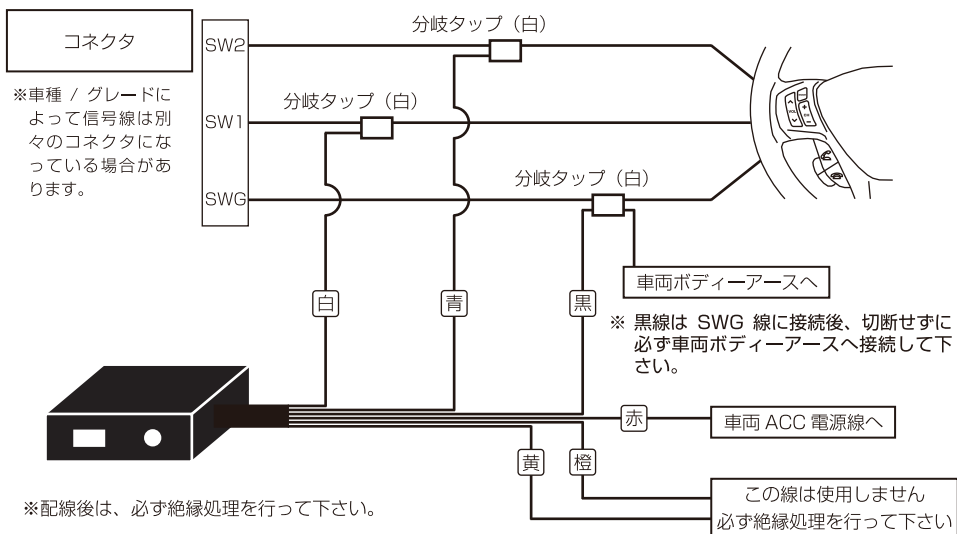 コネクタ
※車種 / グレードに
よって信号線は別
々のコネクタにな
っている場合があ
ります。
SW2
SW1
SWG
分岐タップ（白）
分岐タップ（白）
分岐タップ（白）
車両ボディーアースへ
※ 黒線は SWG 線に接続後、切断せずに
必ず車両ボディーアースへ接続して下
さい。
白
青
黒
赤
車両 ACC 電源線へ
黄
橙
この線は使用しません
必ず絶縁処理を行って下さい
※配線後は、必ず絶縁処理を行って下さい。